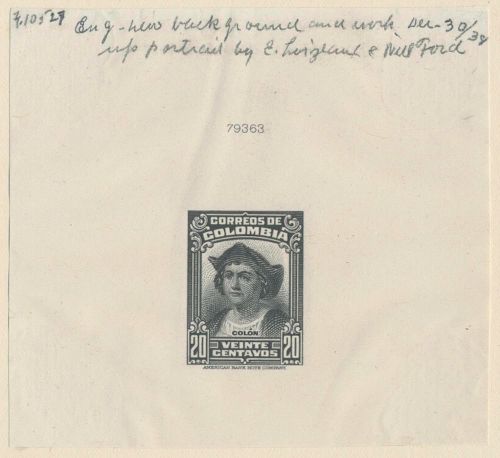 Eng - new background and work Dec - 30/38
up portrait by E. Loizeaux & Will Ford
79363
CORREOS DE
COLOMBIA
COLON
20 VEINTE CENTAVOS 20
AMERICAN BANK NOTE COMPANY.